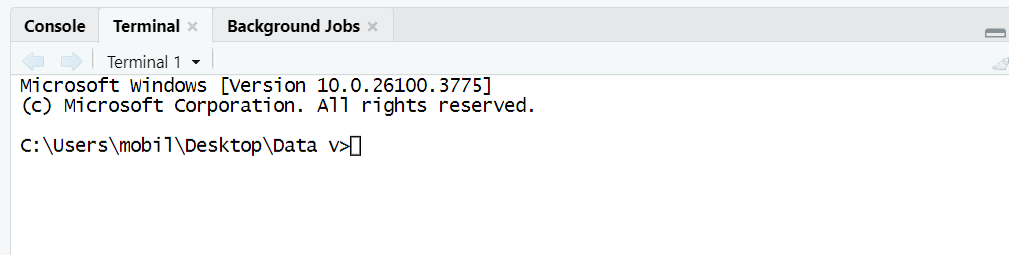 Console Terminal Background Jobs
Terminal 1
Microsoft Windows [Version 10.0.26100.3775]
(c) Microsoft Corporation. All rights reserved.
C:\Users\mobil\Desktop\Data v>